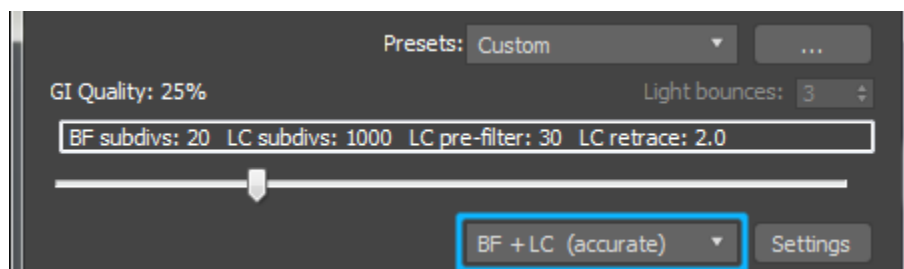 Presets: Custom ...
GI Quality: 25% Light bounces: 3
BF subdivs: 20 LC subdivs: 1000 LC pre-filter: 30 LC retrace: 2.0
BF + LC (accurate) Settings